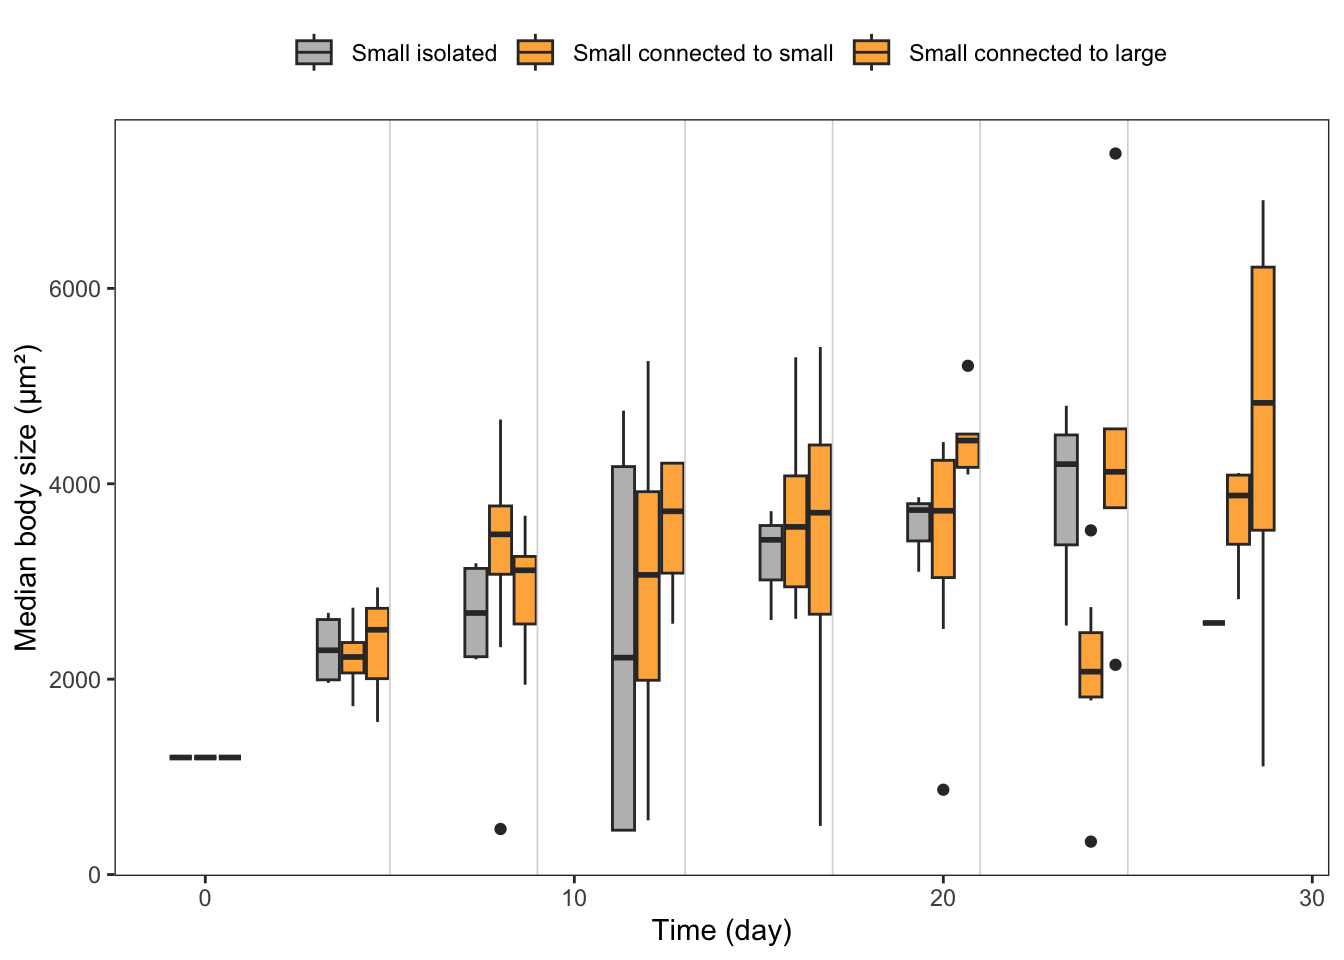 Small isolated Small connected to small Small connected to large
Median body size (µm²)
6000
4000
2000
0
0 10 20 30
Time (day)